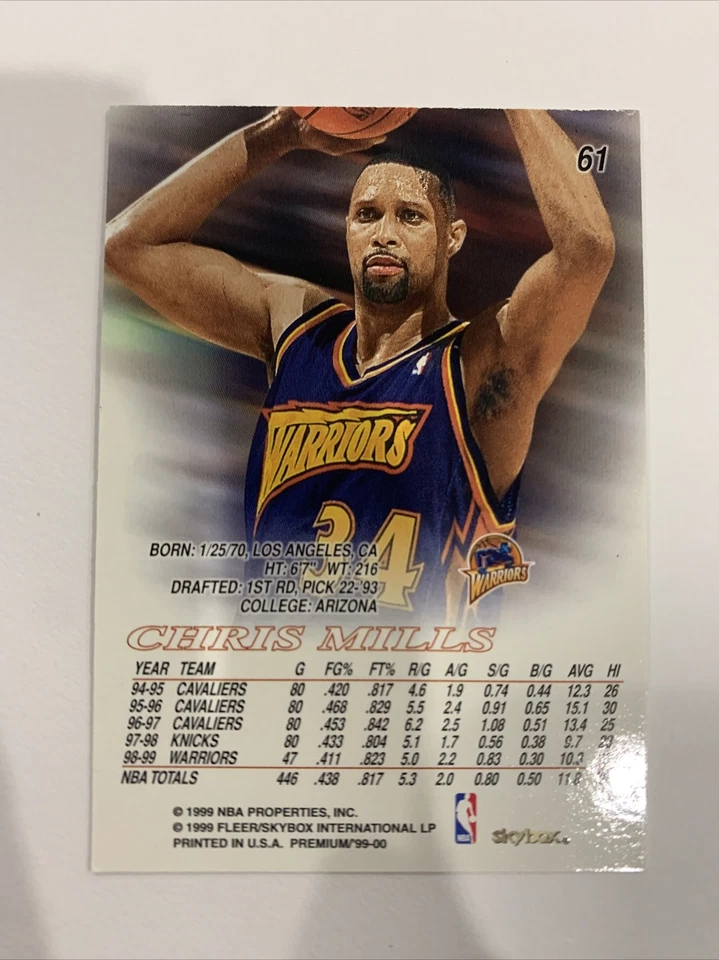 61
WARRIORS
34
BORN: 1/25/70, LOS ANGELES, CA
HT: 6'7" WT: 216
DRAFTED: 1ST RD, PICK 22-'93
COLLEGE: ARIZONA
WARRIORS
CHRIS MILLS
YEAR TEAM G FG% FT% R/G A/G S/G B/G AVG HI
94-95 CAVALIERS 80 .420 .817 4.6 1.9 0.74 0.44 12.3 26
95-96 CAVALIERS 80 .468 .829 5.5 2.4 0.91 0.65 15.1 30
96-97 CAVALIERS 80 .453 .842 6.2 2.5 1.08 0.51 13.4 25
97-98 KNICKS 80 .433 .804 5.1 1.7 0.56 0.38 9.7
98-99 WARRIORS 47 .411 .823 5.0 2.2 0.83 0.30 10.3
NBA TOTALS 446 .438 .817 5.3 2.0 0.80 0.50 11.8
© 1999 NBA PROPERTIES, INC.
© 1999 FLEER/SKYBOX INTERNATIONAL LP
PRINTED IN U.S.A. PREMIUM/'99-00
NBA
skybox